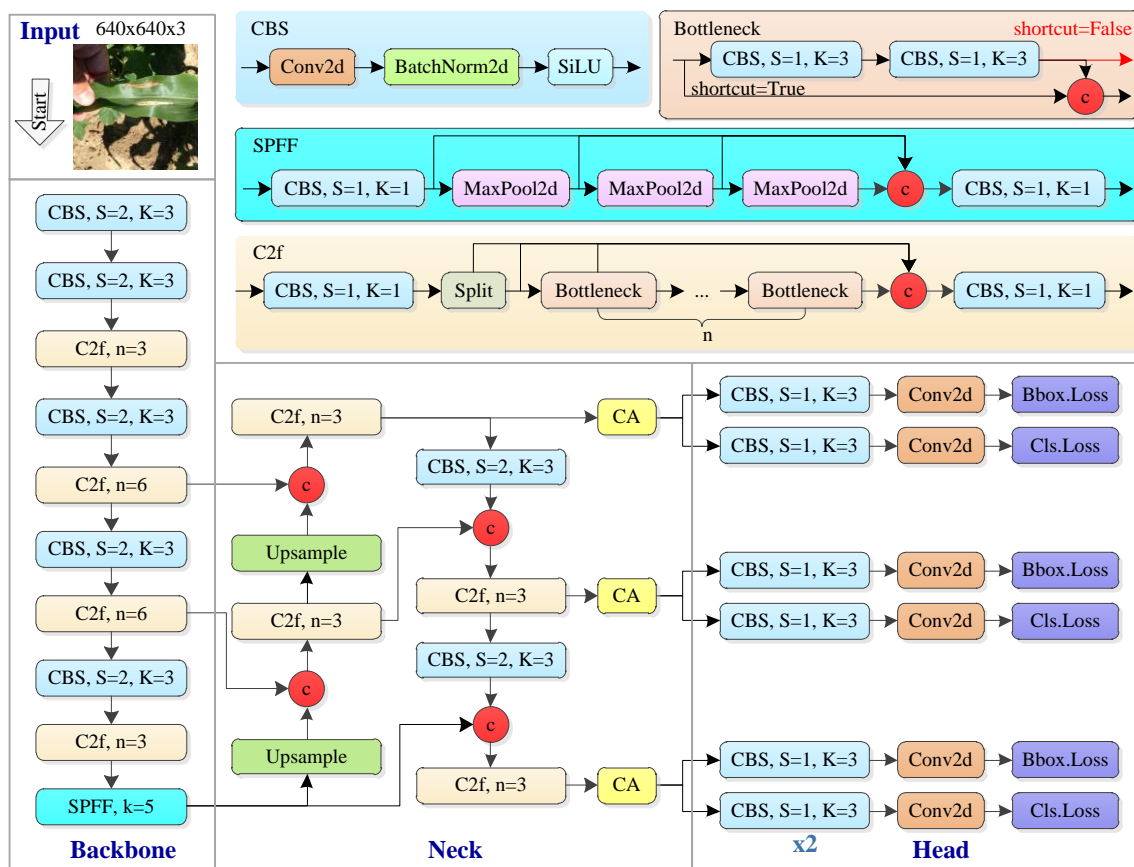 Input 640x640x3
Start
CBS
Conv2d BatchNorm2d SiLU
Bottleneck shortcut=False
CBS, S=1, K=3 CBS, S=1, K=3
shortcut=True c
SPFF
CBS, S=1, K=1 MaxPool2d MaxPool2d MaxPool2d c CBS, S=1, K=1
C2f
CBS, S=1, K=1 Split Bottleneck ... Bottleneck c CBS, S=1, K=1
n
CBS, S=2, K=3
CBS, S=2, K=3
C2f, n=3
CBS, S=2, K=3
C2f, n=6
CBS, S=2, K=3
C2f, n=6
CBS, S=2, K=3
C2f, n=3
SPFF, k=5
Backbone
C2f, n=3
c
Upsample
C2f, n=3
c
Upsample
CBS, S=2, K=3
c
C2f, n=3
CBS, S=2, K=3
c
C2f, n=3
CA
CA
CA
Neck
CBS, S=1, K=3 Conv2d Bbox.Loss
CBS, S=1, K=3 Conv2d Cls.Loss
CBS, S=1, K=3 Conv2d Bbox.Loss
CBS, S=1, K=3 Conv2d Cls.Loss
CBS, S=1, K=3 Conv2d Bbox.Loss
CBS, S=1, K=3 Conv2d Cls.Loss
x2 Head